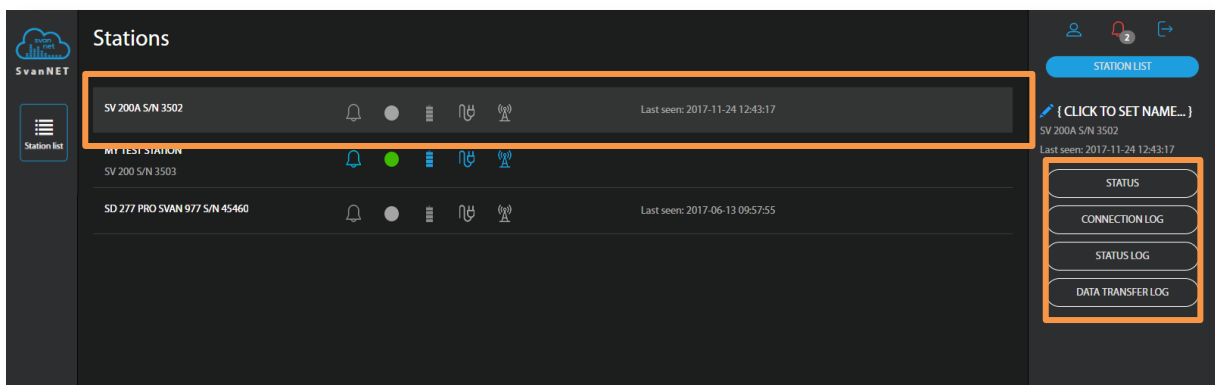 svan
net
SvanNET
Station list
Stations
SV 200A S/N 3502
Last seen: 2017-11-24 12:43:17
MY TEST STATION
SV 200 S/N 3503
SD 277 PRO SVAN 977 S/N 45460
Last seen: 2017-06-13 09:57:55
2
STATION LIST
{ CLICK TO SET NAME... }
SV 200A S/N 3502
Last seen: 2017-11-24 12:43:17
STATUS
CONNECTION LOG
STATUS LOG
DATA TRANSFER LOG